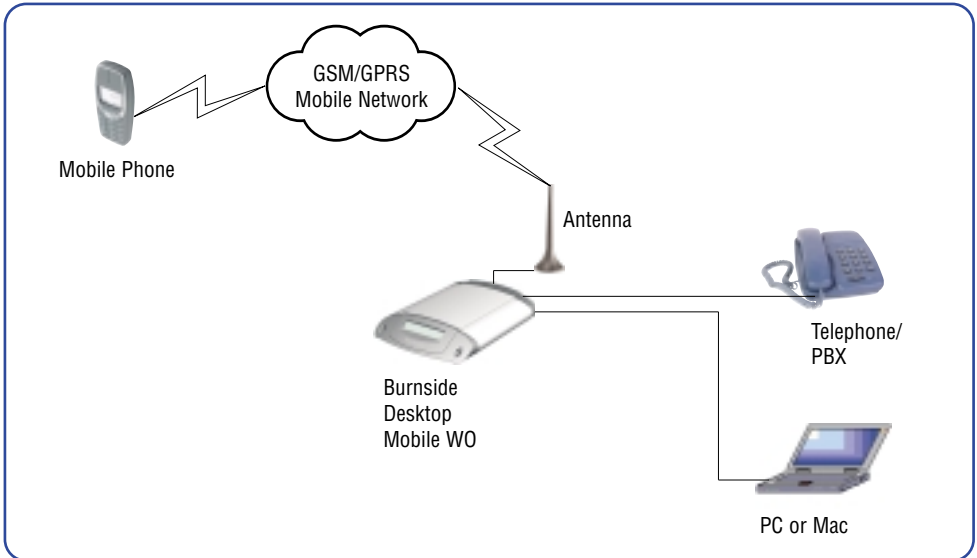 GSM/GPRS
Mobile Network
Mobile Phone
Antenna
Telephone/
PBX
Burnside
Desktop
Mobile WO
PC or Mac